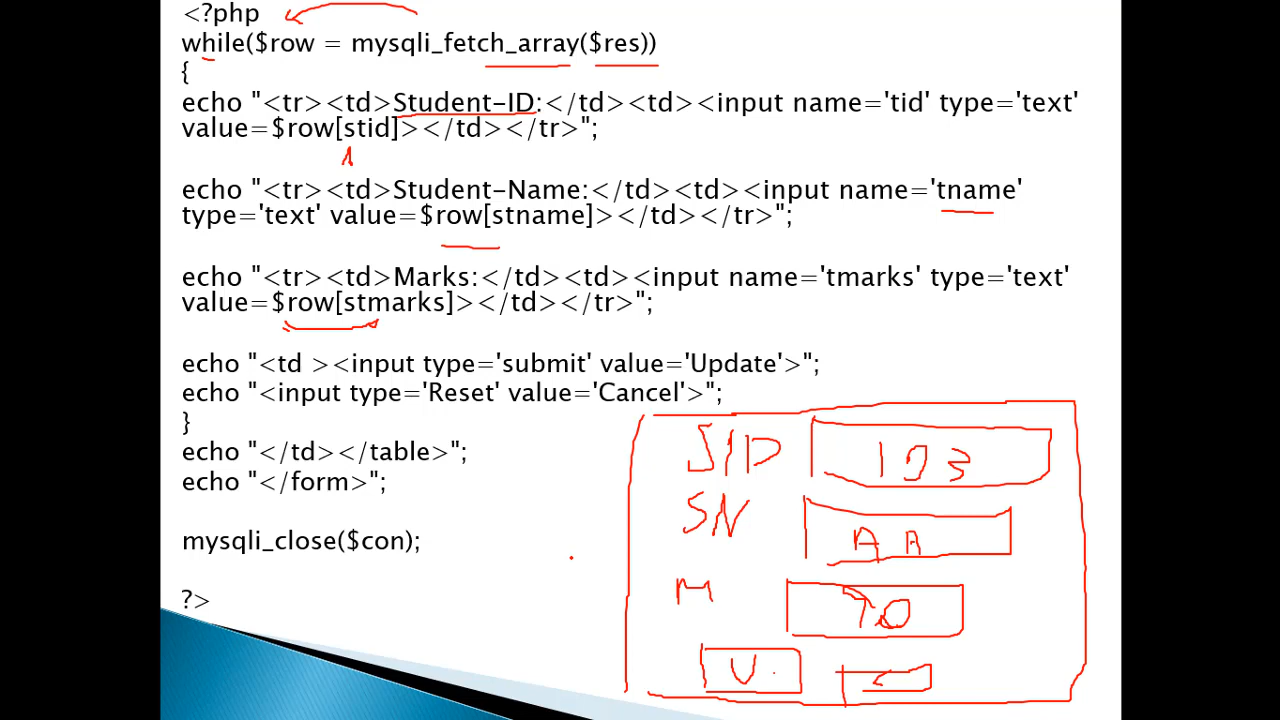 <?php
while($row = mysqli_fetch_array($res))
{
echo "<tr><td>Student-ID:</td><td><input name='tid' type='text'
value=$row[stid]></td></tr>";
echo "<tr><td>Student-Name:</td><td><input name='tname'
type='text' value=$row[stname]></td></tr>";
echo "<tr><td>Marks:</td><td><input name='tmarks' type='text'
value=$row[stmarks]></td></tr>";
echo "<td ><input type='submit' value='Update'>";
echo "<input type='Reset' value='Cancel'>";
}
echo "</td></table>";
echo "</form>";
mysqli_close($con);
?>
SID
SN
M
70
U